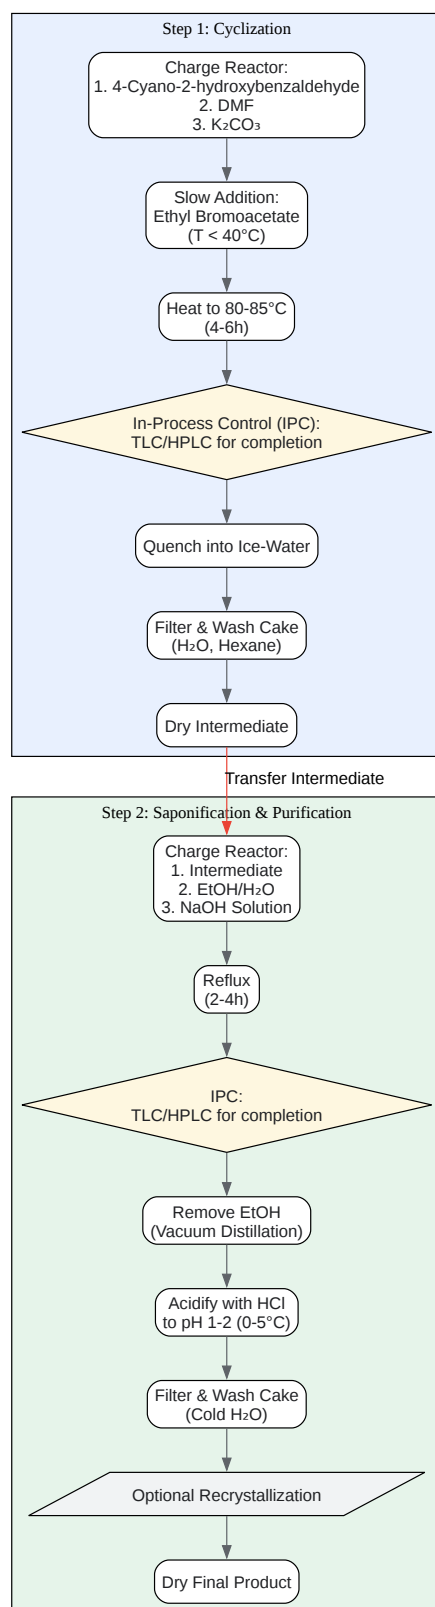 Step 1: Cyclization
Charge Reactor:
1. 4-Cyano-2-hydroxybenzaldehyde
2. DMF
3. K₂CO₃
Slow Addition:
Ethyl Bromoacetate
(T < 40°C)
Heat to 80-85°C
(4-6h)
In-Process Control (IPC):
TLC/HPLC for completion
Quench into Ice-Water
Filter & Wash Cake
(H₂O, Hexane)
Dry Intermediate
Transfer Intermediate
Step 2: Saponification & Purification
Charge Reactor:
1. Intermediate
2. EtOH/H₂O
3. NaOH Solution
Reflux
(2-4h)
IPC:
TLC/HPLC for completion
Remove EtOH
(Vacuum Distillation)
Acidify with HCl
to pH 1-2 (0-5°C)
Filter & Wash Cake
(Cold H₂O)
Optional Recrystallization
Dry Final Product